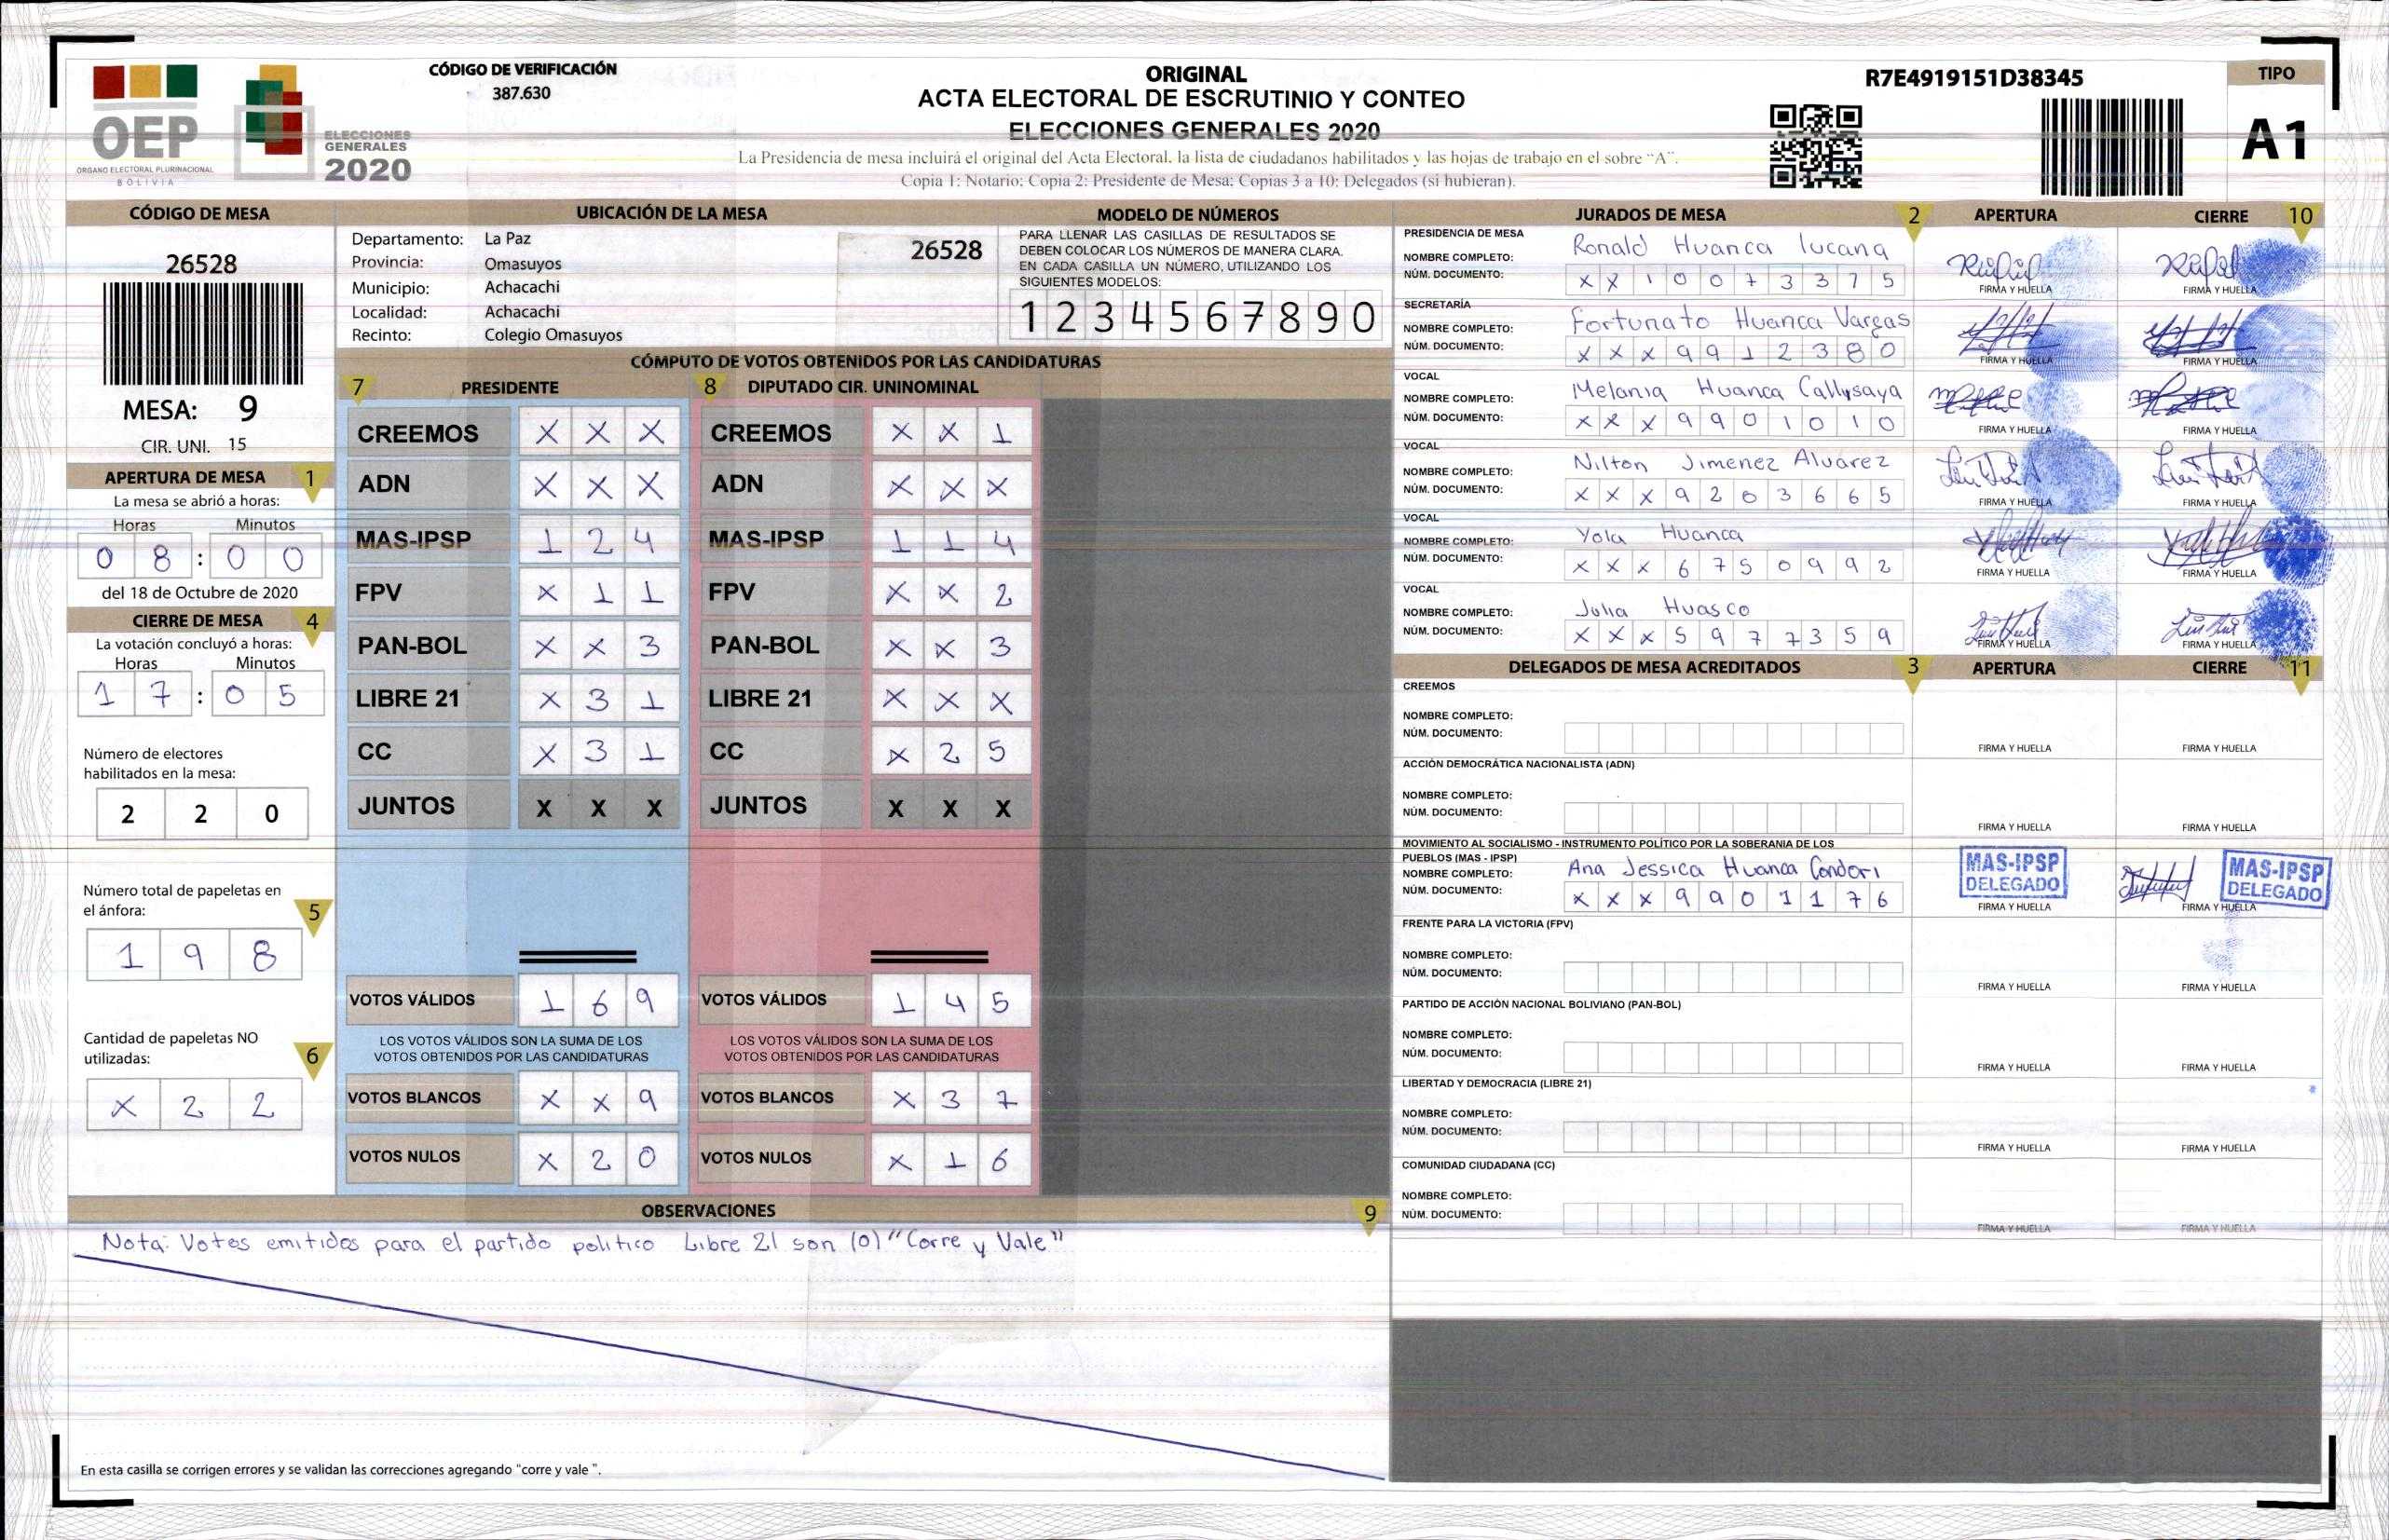 CÓDIGO DE VERIFICACIÓN
387.630
OEP
ORGANO ELECTORAL PLURINACIONAL
BOLIVIA
ELECCIONES
GENERALES
2020
ORIGINAL
ACTA ELECTORAL DE ESCRUTINIO Y CONTEO
ELECCIONES GENERALES 2020
La Presidencia de mesa incluirá el original del Acta Electoral, la lista de ciudadanos habilitados y las hojas de trabajo en el sobre "A".
Copia 1: Notario; Copia 2: Presidente de Mesa; Copias 3 a 10: Delegados (si hubieran).
R7E4919151D38345
TIPO
A1
CÓDIGO DE MESA
26528
MESA: 9
CIR. UNI. 15
APERTURA DE MESA 1
La mesa se abrió a horas:
Horas Minutos
0 8 : 0 0
del 18 de Octubre de 2020
CIERRE DE MESA 4
La votación concluyó a horas:
Horas Minutos
1 7 : 0 5
Número de electores
habilitados en la mesa:
2 2 0
Número total de papeletas en
el ánfora: 5
1 9 8
Cantidad de papeletas NO
utilizadas: 6
X 2 2
UBICACIÓN DE LA MESA
Departamento: La Paz
Provincia: Omasuyos
Municipio: Achacachi
Localidad: Achacachi
Recinto: Colegio Omasuyos
26528
MODELO DE NÚMEROS
PARA LLENAR LAS CASILLAS DE RESULTADOS SE
DEBEN COLOCAR LOS NÚMEROS DE MANERA CLARA.
EN CADA CASILLA UN NÚMERO, UTILIZANDO LOS
SIGUIENTES MODELOS:
1 2 3 4 5 6 7 8 9 0
CÓMPUTO DE VOTOS OBTENIDOS POR LAS CANDIDATURAS
7 PRESIDENTE 8 DIPUTADO CIR. UNINOMINAL
CREEMOS X X X CREEMOS X X 1
ADN X X X ADN X X X
MAS-IPSP 1 2 4 MAS-IPSP 1 1 4
FPV X 1 1 FPV X X 2
PAN-BOL X X 3 PAN-BOL X X 3
LIBRE 21 X 3 1 LIBRE 21 X X X
CC X 3 1 CC X 2 5
JUNTOS X X X JUNTOS X X X
VOTOS VÁLIDOS 1 6 9 VOTOS VÁLIDOS 1 4 5
LOS VOTOS VÁLIDOS SON LA SUMA DE LOS LOS VOTOS VÁLIDOS SON LA SUMA DE LOS
VOTOS OBTENIDOS POR LAS CANDIDATURAS VOTOS OBTENIDOS POR LAS CANDIDATURAS
VOTOS BLANCOS X X 9 VOTOS BLANCOS X 3 7
VOTOS NULOS X 2 0 VOTOS NULOS X 1 6
OBSERVACIONES 9
Nota: Votos emitidos para el partido politico Libre 21 son (0) "Corre y Vale"
En esta casilla se corrigen errores y se validan las correcciones agregando "corre y vale ".
JURADOS DE MESA 2 APERTURA CIERRE 10
PRESIDENCIA DE MESA
NOMBRE COMPLETO: Ronald Huanca lucana
NÚM. DOCUMENTO: X X 1 0 0 7 3 3 7 5
FIRMA Y HUELLA FIRMA Y HUELLA
SECRETARÍA
NOMBRE COMPLETO: Fortunato Huanca Vargas
NÚM. DOCUMENTO: X X X 9 9 1 2 3 8 0
FIRMA Y HUELLA FIRMA Y HUELLA
VOCAL
NOMBRE COMPLETO: Melania Huanca Callysaya
NÚM. DOCUMENTO: X X X 9 9 0 1 0 1 0
FIRMA Y HUELLA FIRMA Y HUELLA
VOCAL
NOMBRE COMPLETO: Nilton Jimenez Alvarez
NÚM. DOCUMENTO: X X X 9 2 0 3 6 6 5
FIRMA Y HUELLA FIRMA Y HUELLA
VOCAL
NOMBRE COMPLETO: Yola Huanca
NÚM. DOCUMENTO: X X X 6 7 5 0 9 9 2
FIRMA Y HUELLA FIRMA Y HUELLA
VOCAL
NOMBRE COMPLETO: Julia Huasco
NÚM. DOCUMENTO: X X X 5 9 7 7 3 5 9
FIRMA Y HUELLA FIRMA Y HUELLA
DELEGADOS DE MESA ACREDITADOS 3 APERTURA CIERRE 11
CREEMOS
NOMBRE COMPLETO:
NÚM. DOCUMENTO:
FIRMA Y HUELLA FIRMA Y HUELLA
ACCIÓN DEMOCRÁTICA NACIONALISTA (ADN)
NOMBRE COMPLETO:
NÚM. DOCUMENTO:
FIRMA Y HUELLA FIRMA Y HUELLA
MOVIMIENTO AL SOCIALISMO - INSTRUMENTO POLÍTICO POR LA SOBERANIA DE LOS
PUEBLOS (MAS - IPSP)
NOMBRE COMPLETO: Ana Jessica Huanca Condori
NÚM. DOCUMENTO: X X X 9 9 0 1 1 7 6
MAS-IPSP MAS-IPSP
DELEGADO DELEGADO
FIRMA Y HUELLA FIRMA Y HUELLA
FRENTE PARA LA VICTORIA (FPV)
NOMBRE COMPLETO:
NÚM. DOCUMENTO:
FIRMA Y HUELLA FIRMA Y HUELLA
PARTIDO DE ACCIÓN NACIONAL BOLIVIANO (PAN-BOL)
NOMBRE COMPLETO:
NÚM. DOCUMENTO:
FIRMA Y HUELLA FIRMA Y HUELLA
LIBERTAD Y DEMOCRACIA (LIBRE 21)
NOMBRE COMPLETO:
NÚM. DOCUMENTO:
FIRMA Y HUELLA FIRMA Y HUELLA
COMUNIDAD CIUDADANA (CC)
NOMBRE COMPLETO:
NÚM. DOCUMENTO:
FIRMA Y HUELLA FIRMA Y HUELLA